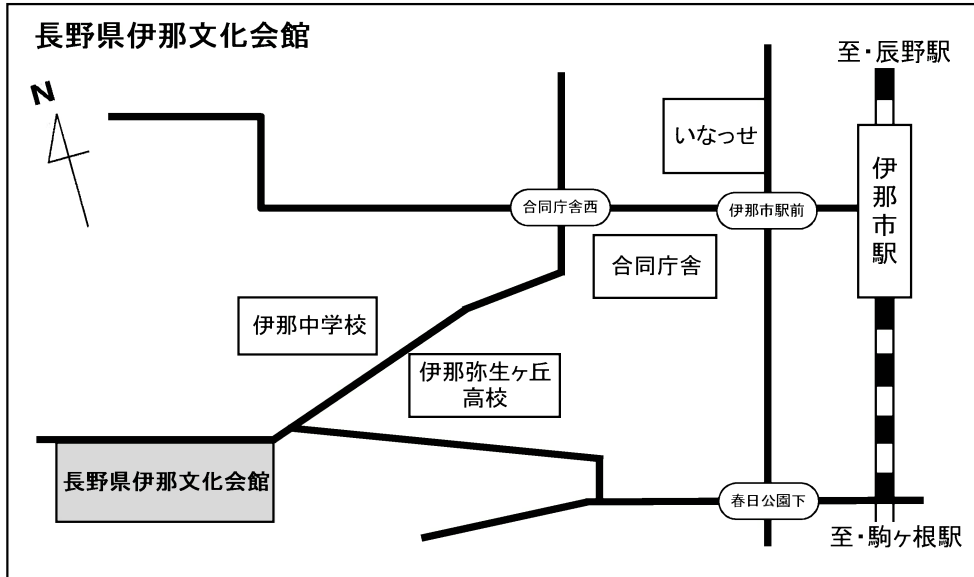 長野県伊那文化会館
至・辰野駅
N
いなっせ
伊那市駅
合同庁舎西
伊那市駅前
合同庁舎
伊那中学校
伊那弥生ヶ丘
高校
長野県伊那文化会館
春日公園下
至・駒ヶ根駅